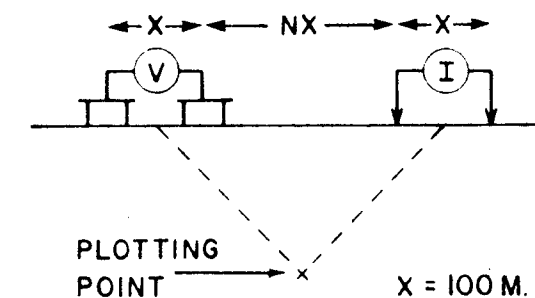 X NX X
V I
PLOTTING
POINT
x
X = 100 M.